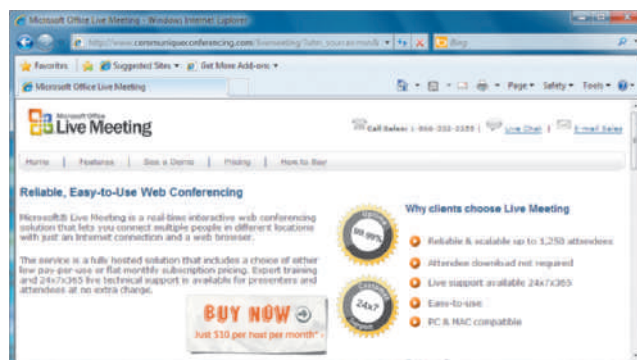 Microsoft Office Live Meeting - Windows Internet Explorer
Bing
Favorites Suggested Sites Get More Add-ons
Microsoft Office Live Meeting
Page Safety Tools
Microsoft Office
Live Meeting
Call Sales: | Live Chat | E-mail Sales
Home | Features | See a Demo | Pricing | How to Buy
Reliable, Easy-to-Use Web Conferencing
Microsoft® Live Meeting is a real-time interactive web conferencing
solution that lets you connect multiple people in different locations
with just an Internet connection and a web browser.
The service is a fully hosted solution that includes a choice of either
low pay-per-use or flat monthly subscription pricing. Expert training
and 24x7x365 live technical support is available for presenters and
attendees at no extra charge.
BUY NOW
Just $10 per host per month*
99.99%
24x7
Support
Why clients choose Live Meeting
Reliable & scalable up to 1,250 attendees
Attendee download not required
Live support available 24x7x365
Easy-to-use
PC & MAC compatible